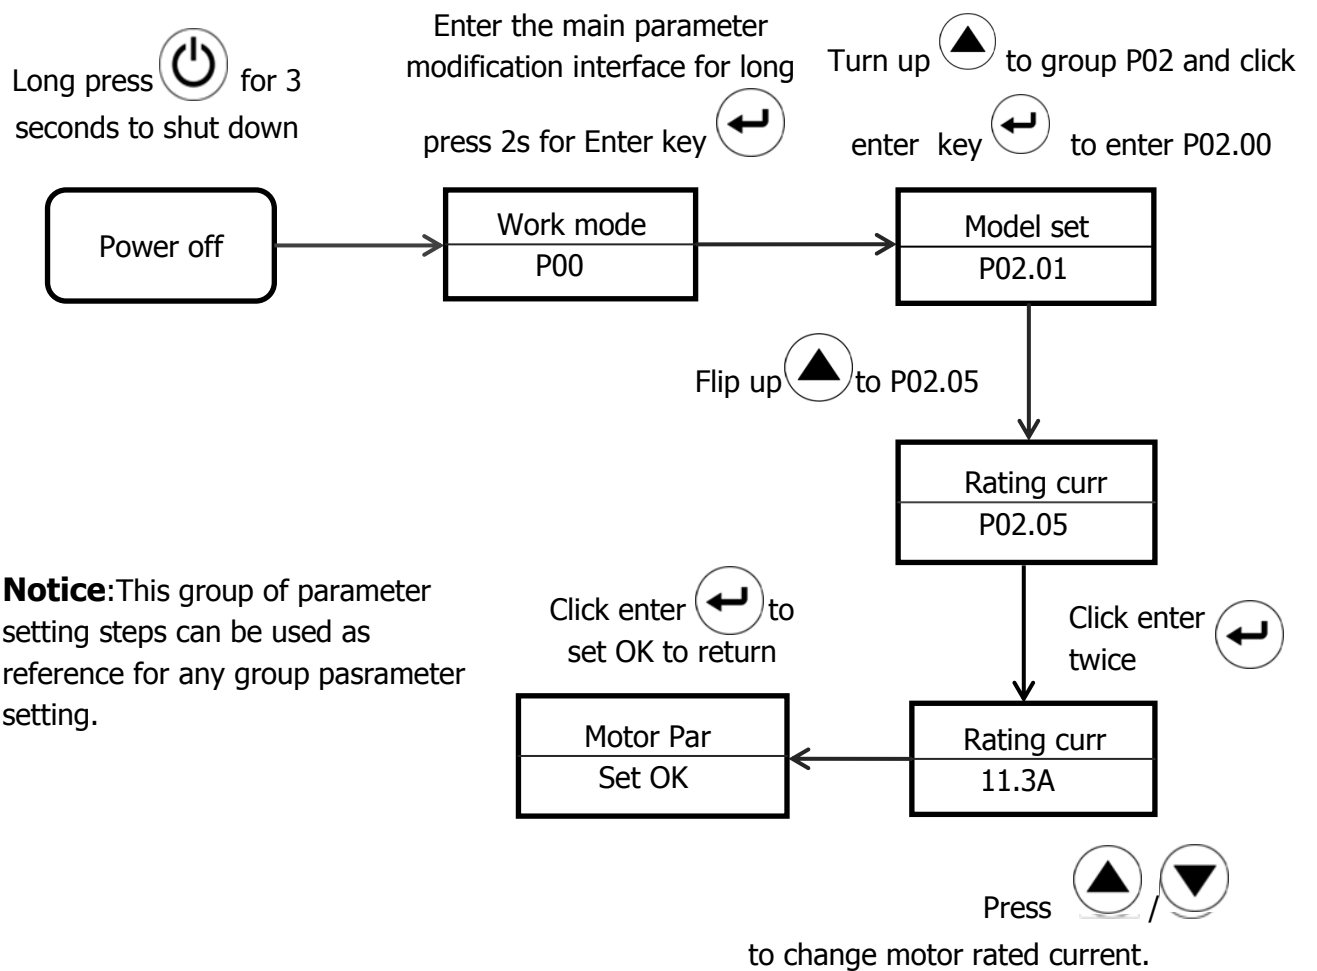 Long press for 3
seconds to shut down
Enter the main parameter
modification interface for long
press 2s for Enter key
Turn up to group P02 and click
enter key to enter P02.00
Power off
Work mode
P00
Model set
P02.01
Flip up to P02.05
Rating curr
P02.05
Notice:This group of parameter
setting steps can be used as
reference for any group pasrameter
setting.
Click enter to
set OK to return
Click enter
twice
Motor Par
Set OK
Rating curr
11.3A
Press /
to change motor rated current.